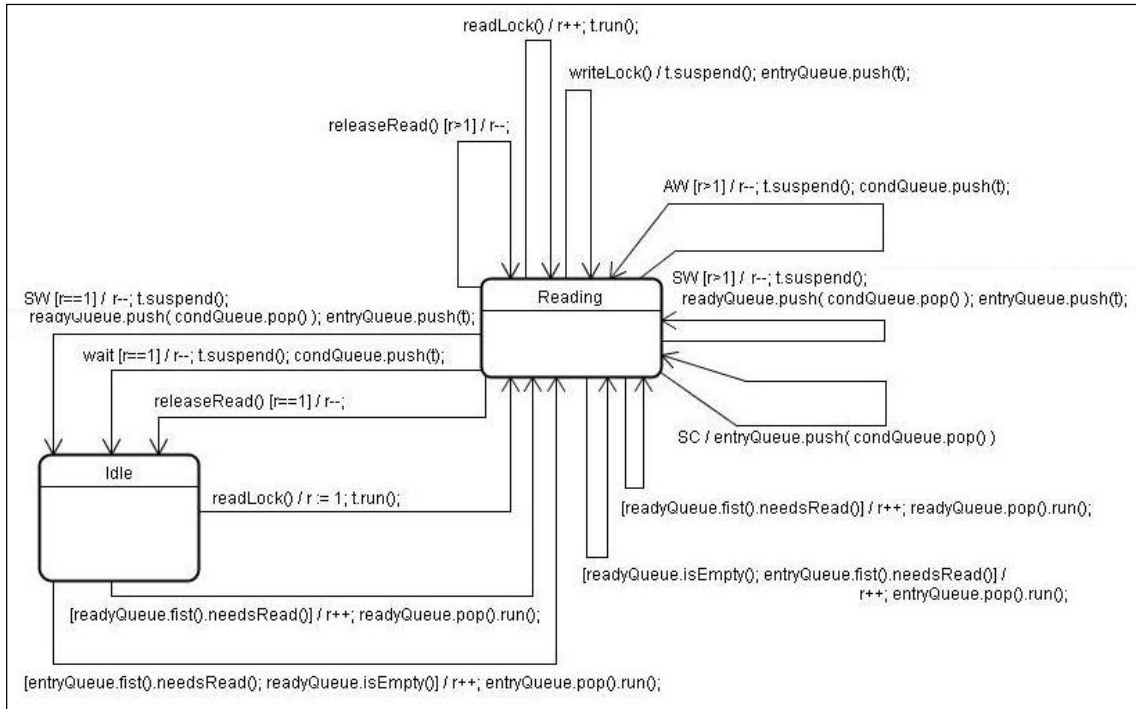 readLock() / r++; t.run();
writeLock() / t.suspend(); entryQueue.push(t);
releaseRead() [r>1] / r--;
AW [r>1] / r--; t.suspend(); condQueue.push(t);
SW [r>1] / r--; t.suspend();
readyQueue.push( condQueue.pop() ); entryQueue.push(t);
Reading
SW [r==1] / r--; t.suspend();
readyQueue.push( condQueue.pop() ); entryQueue.push(t);
wait [r==1] / r--; t.suspend(); condQueue.push(t);
releaseRead() [r==1] / r--;
SC / entryQueue.push( condQueue.pop() )
Idle
readLock() / r := 1; t.run();
[readyQueue.fist().needsRead()] / r++; readyQueue.pop().run();
[readyQueue.isEmpty(); entryQueue.fist().needsRead()] /
r++; entryQueue.pop().run();
[readyQueue.fist().needsRead()] / r++; readyQueue.pop().run();
[entryQueue.fist().needsRead(); readyQueue.isEmpty()] / r++; entryQueue.pop().run();